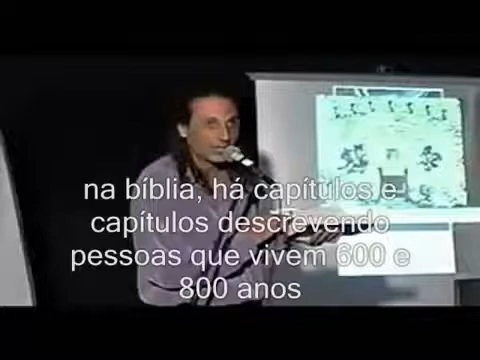 na bíblia, há capítulos e
capítulos descrevendo
pessoas que vivem 600 e
800 anos